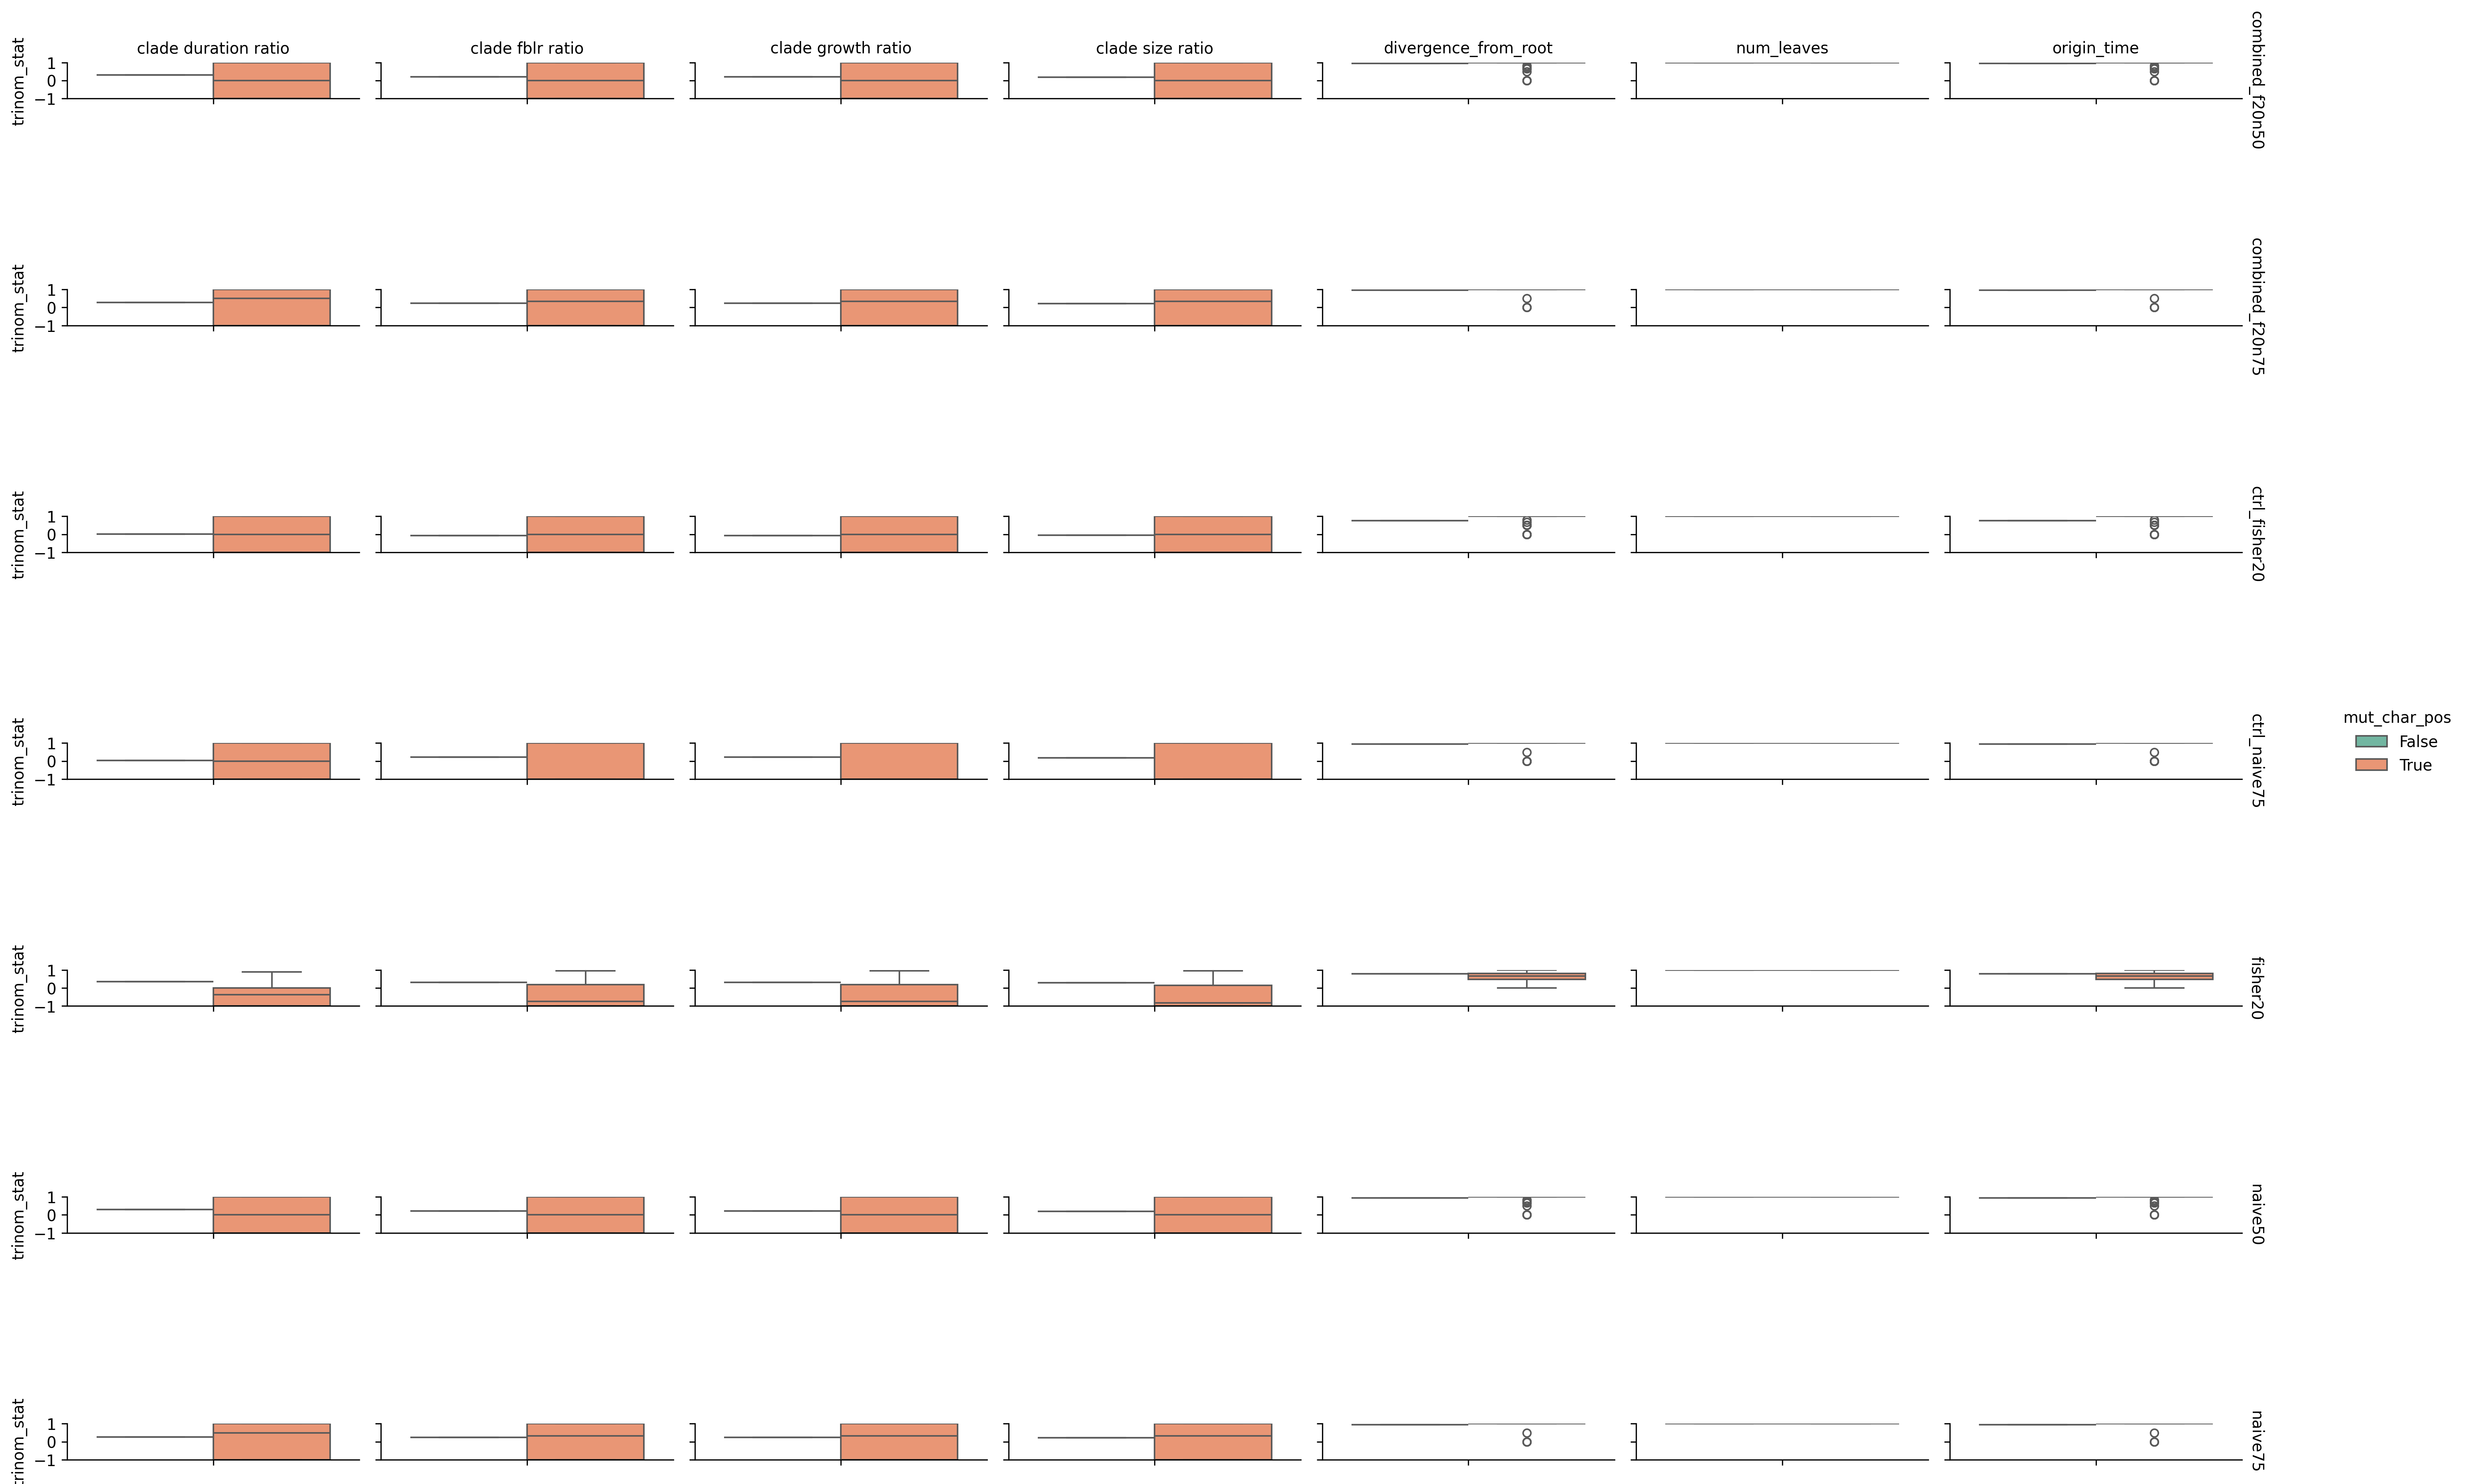 clade duration ratio
clade fblr ratio
clade growth ratio
clade size ratio
divergence_from_root
num_leaves
origin_time
trinom_stat
1
0
−1
combined_f20n50
trinom_stat
1
0
−1
combined_f20n75
trinom_stat
1
0
−1
ctrl_fisher20
trinom_stat
1
0
−1
ctrl_naive75
mut_char_pos
False
True
trinom_stat
1
0
−1
fisher20
trinom_stat
1
0
−1
naive50
trinom_stat
1
0
−1
naive75